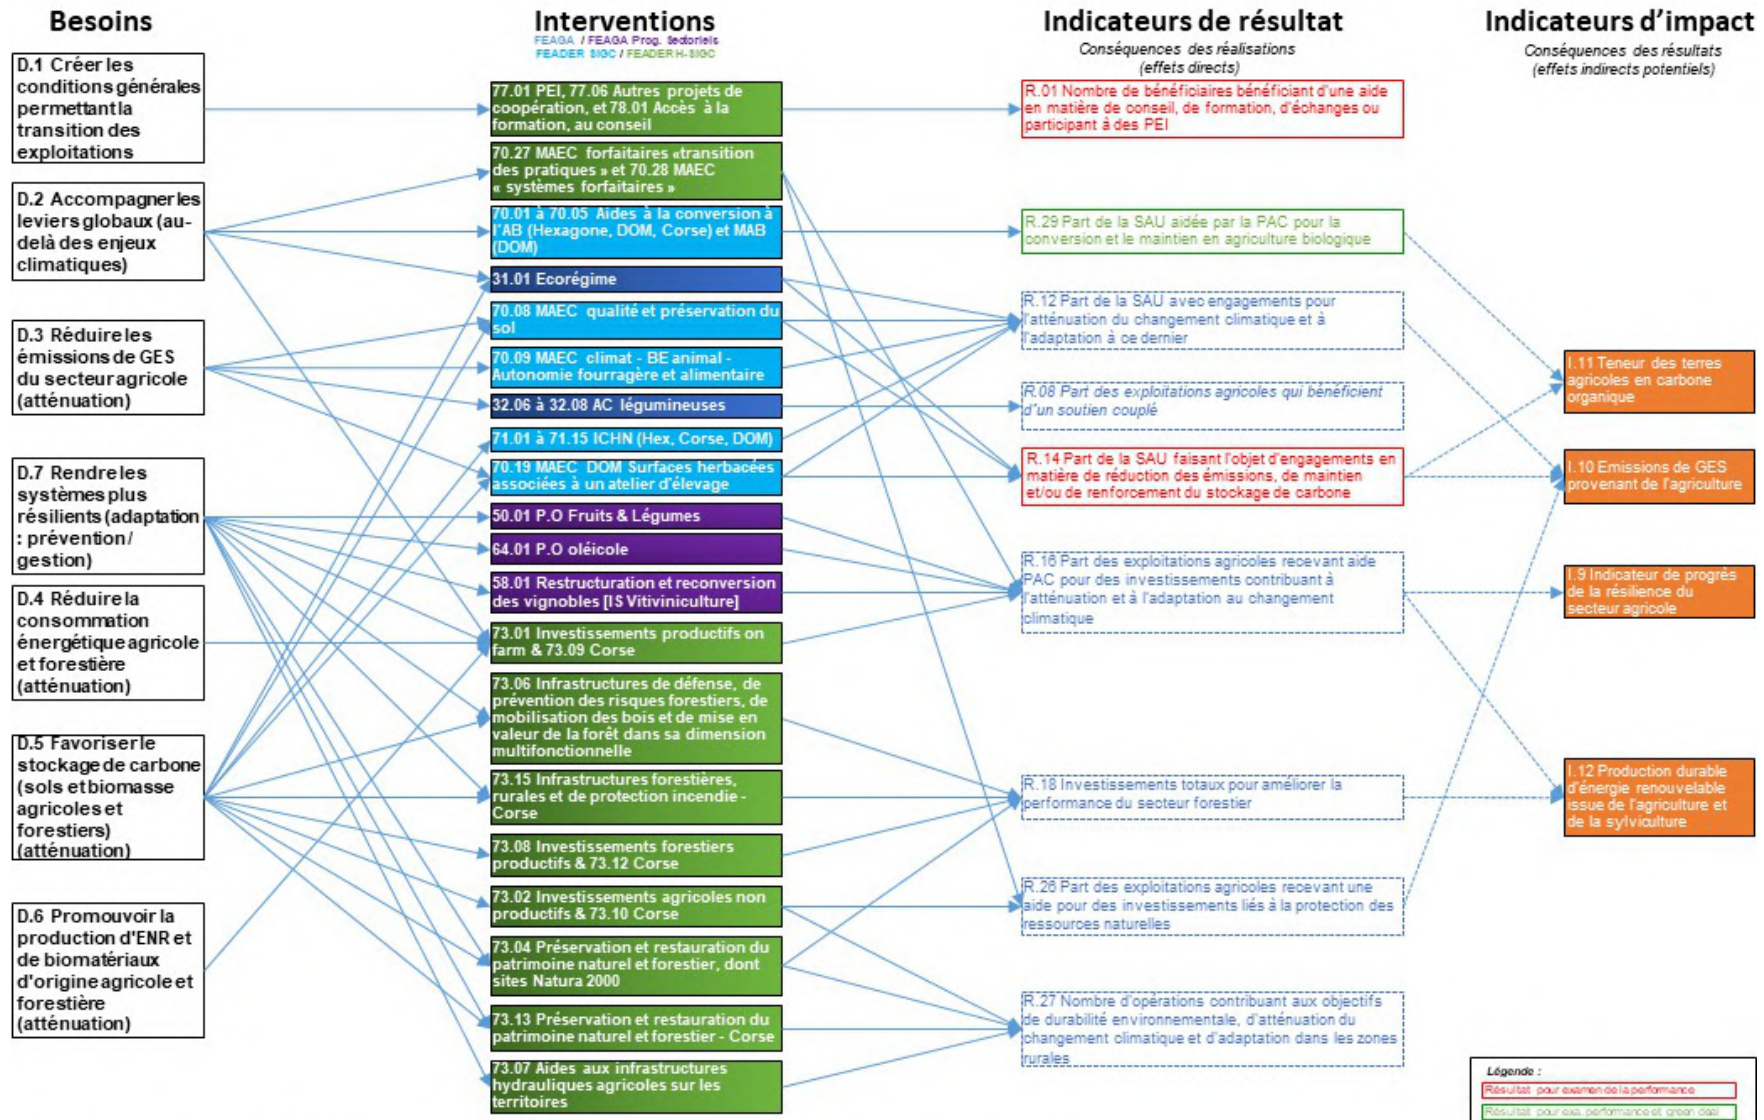 Besoins
D.1 Créer les
conditions générales
permettant la
transition des
exploitations
D.2 Accompagner les
leviers globaux (au-
delà des enjeux
climatiques)
D.3 Réduire les
émissions de GES
du secteur agricole
(atténuation)
D.7 Rendre les
systèmes plus
résilients (adaptation
: prévention /
gestion)
D.4 Réduire la
consommation
énergétique agricole
et forestière
(atténuation)
D.5 Favoriser le
stockage de carbone
(sols et biomasse
agricoles et
forestiers)
(atténuation)
D.6 Promouvoir la
production d'ENR et
de biomatériaux
d'origine agricole et
forestière
(atténuation)
Interventions
FEAGA / FEAGA Prog. Sectoriels
FEADER SIGC / FEADER H-SIGC
77.01 PEI, 77.06 Autres projets de
coopération, et 78.01 Accès à la
formation, au conseil
70.27 MAEC forfaitaires «transition
des pratiques » et 70.28 MAEC
« systèmes forfaitaires »
70.01 à 70.05 Aides à la conversion à
l'AB (Hexagone, DOM, Corse) et MAB
(DOM)
31.01 Ecorégime
70.08 MAEC qualité et préservation du
sol
70.09 MAEC climat - BE animal -
Autonomie fourragère et alimentaire
32.06 à 32.08 AC légumineuses
71.01 à 71.15 ICHN (Hex, Corse, DOM)
70.19 MAEC DOM Surfaces herbacées
associées à un atelier d'élevage
50.01 P.O Fruits & Légumes
64.01 P.O oléicole
58.01 Restructuration et reconversion
des vignobles [IS Vitiviniculture]
73.01 Investissements productifs on
farm & 73.09 Corse
73.06 Infrastructures de défense, de
prévention des risques forestiers, de
mobilisation des bois et de mise en
valeur de la forêt dans sa dimension
multifonctionnelle
73.15 Infrastructures forestières,
rurales et de protection incendie -
Corse
73.08 Investissements forestiers
productifs & 73.12 Corse
73.02 Investissements agricoles non
productifs & 73.10 Corse
73.04 Préservation et restauration du
patrimoine naturel et forestier, dont
sites Natura 2000
73.13 Préservation et restauration du
patrimoine naturel et forestier - Corse
73.07 Aides aux infrastructures
hydrauliques agricoles sur les
territoires
Indicateurs de résultat
Conséquences des réalisations
(effets directs)
R.01 Nombre de bénéficiaires bénéficiant d'une aide
en matière de conseil, de formation, d'échanges ou
participant à des PEI
R.29 Part de la SAU aidée par la PAC pour la
conversion et le maintien en agriculture biologique
R.12 Part de la SAU avec engagements pour
l'atténuation du changement climatique et à
l'adaptation à ce dernier
R.08 Part des exploitations agricoles qui bénéficient
d'un soutien couplé
R.14 Part de la SAU faisant l'objet d'engagements en
matière de réduction des émissions, de maintien
et/ou de renforcement du stockage de carbone
R.16 Part des exploitations agricoles recevant aide
PAC pour des investissements contribuant à
l'atténuation et à l'adaptation au changement
climatique
R.18 Investissements totaux pour améliorer la
performance du secteur forestier
R.26 Part des exploitations agricoles recevant une
aide pour des investissements liés à la protection des
ressources naturelles
R.27 Nombre d'opérations contribuant aux objectifs
de durabilité environnementale, d'atténuation du
changement climatique et d'adaptation dans les zones
rurales
Indicateurs d'impact
Conséquences des résultats
(effets indirects potentiels)
I.11 Teneur des terres
agricoles en carbone
organique
I.10 Emissions de GES
provenant de l'agriculture
I.9 Indicateur de progrès
de la résilience du
secteur agricole
I.12 Production durable
d'énergie renouvelable
issue de l'agriculture et
de la sylviculture
Légende :
Résultat pour examen de la performance
Résultat pour exa. performance et green deal